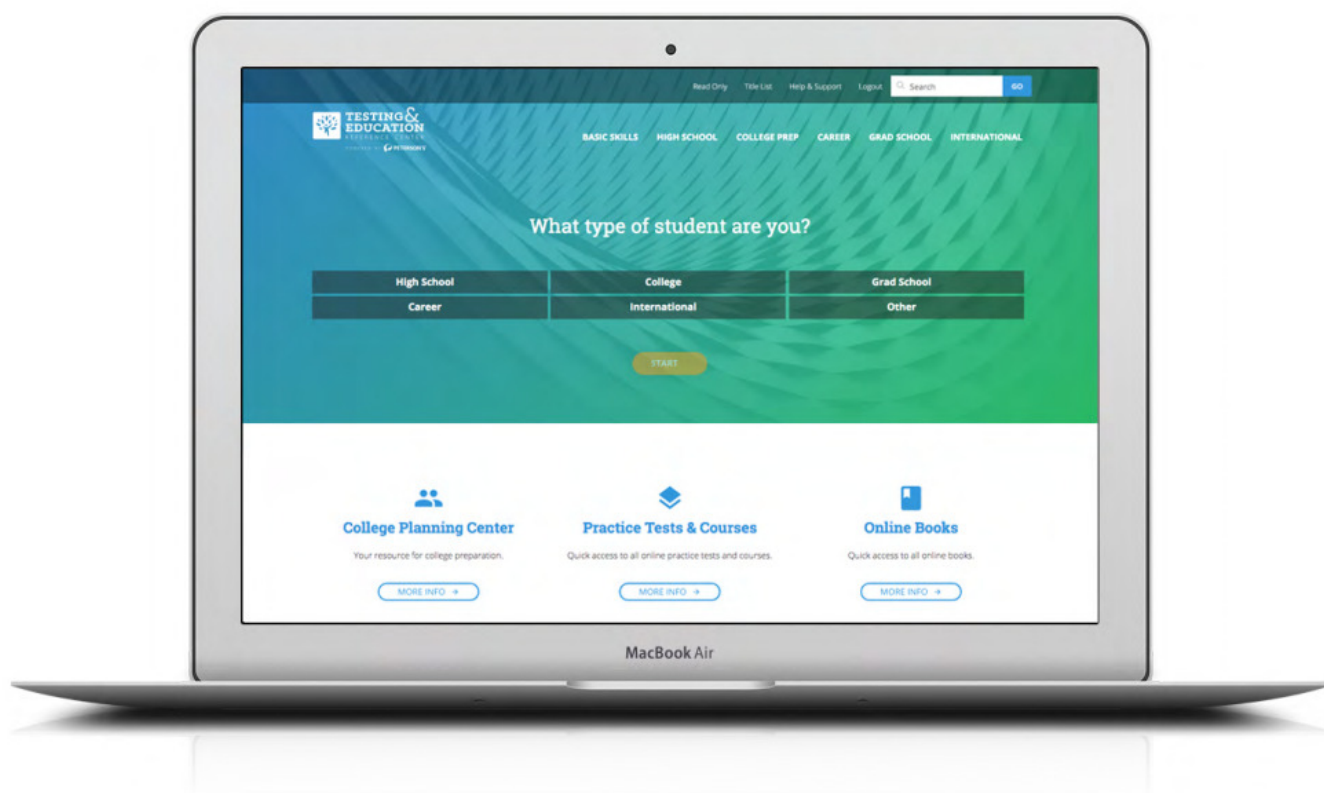 Read Only Title List Help & Support Logout Search GO
TESTING &
EDUCATION
REFERENCE CENTER
POWERED BY PETERSON'S
BASIC SKILLS HIGH SCHOOL COLLEGE PREP CAREER GRAD SCHOOL INTERNATIONAL
What type of student are you?
High School College Grad School
Career International Other
START
College Planning Center Practice Tests & Courses Online Books
Your resource for college preparation. Quick access to all online practice tests and courses. Quick access to all online books.
MORE INFO → MORE INFO → MORE INFO →
MacBook Air